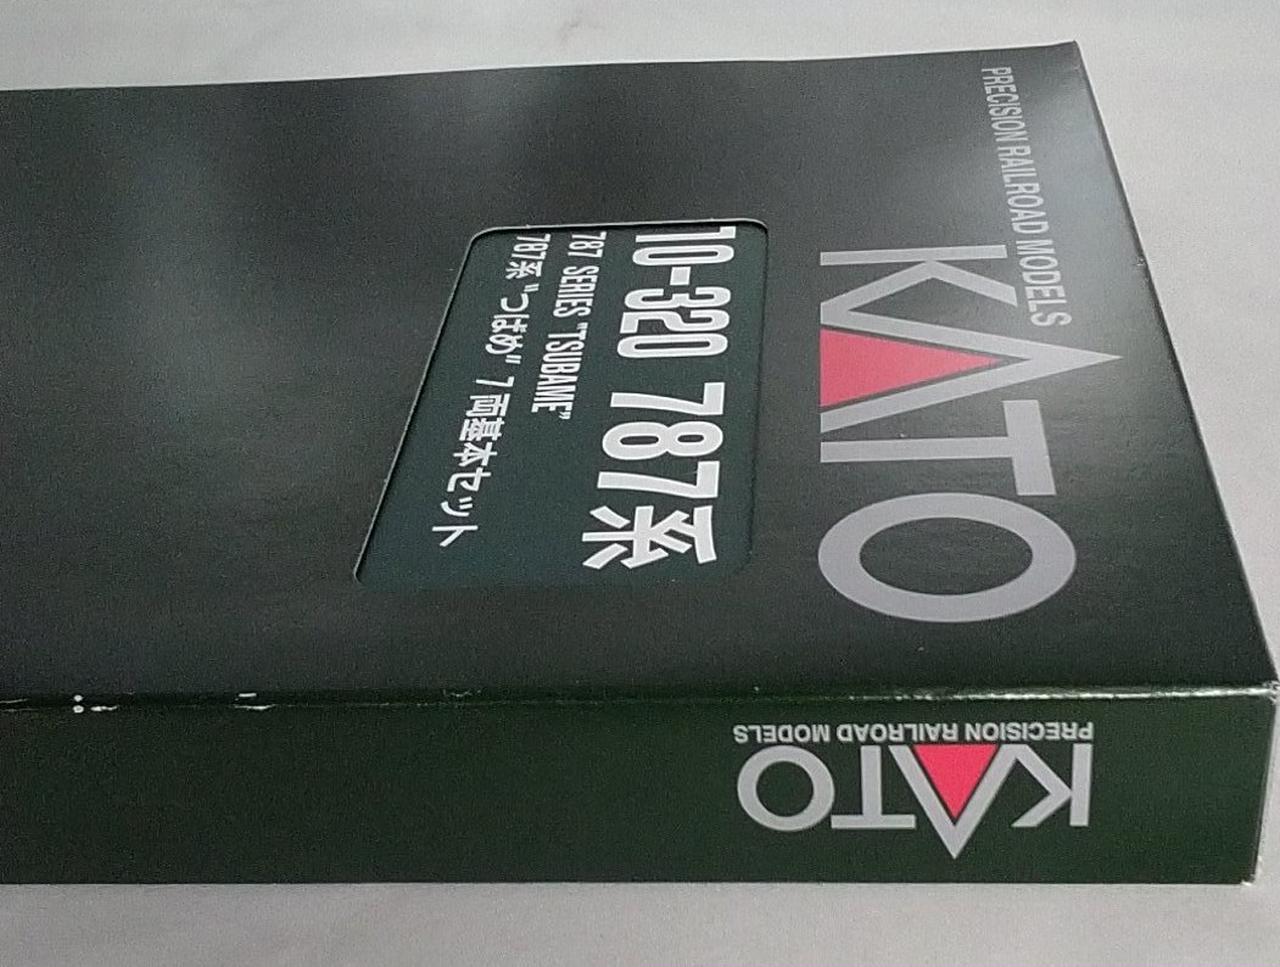 PRECISION RAILROAD MODELS
KATO
10-320 787系
787 SERIES "TSUBAME"
787系 "つばめ" 7両基本セット
PRECISION RAILROAD MODELS
KATO